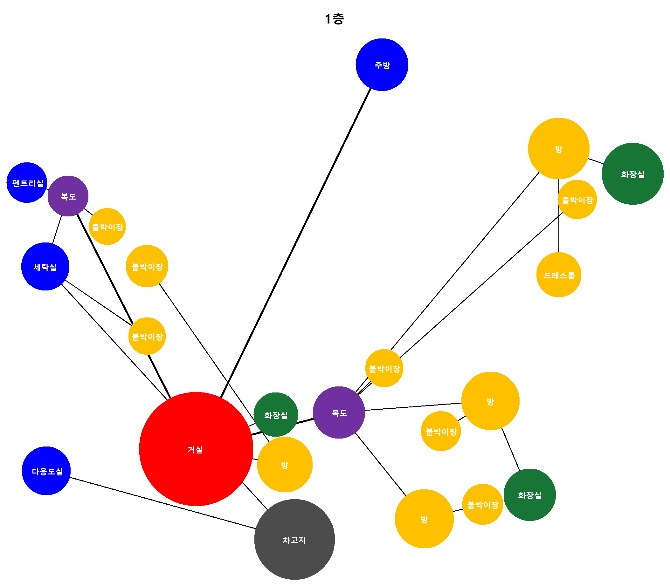 1층
주방
방
화장실
팬트리실
복도
붙박이장
붙박이장
세탁실
붙박이장
드레스룸
붙박이장
붙박이장
방
복도
화장실
붙박이장
거실
방
다용도실
화장실
붙박이장
방
차고지